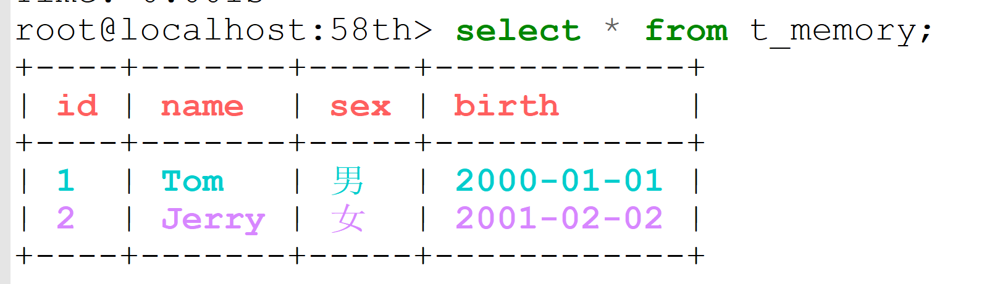 root@localhost:58th> select * from t_memory;
+----+-------+-----+------------+
| id | name  | sex | birth      |
+----+-------+-----+------------+
| 1  | Tom   | 男  | 2000-01-01 |
| 2  | Jerry | 女  | 2001-02-02 |
+----+-------+-----+------------+